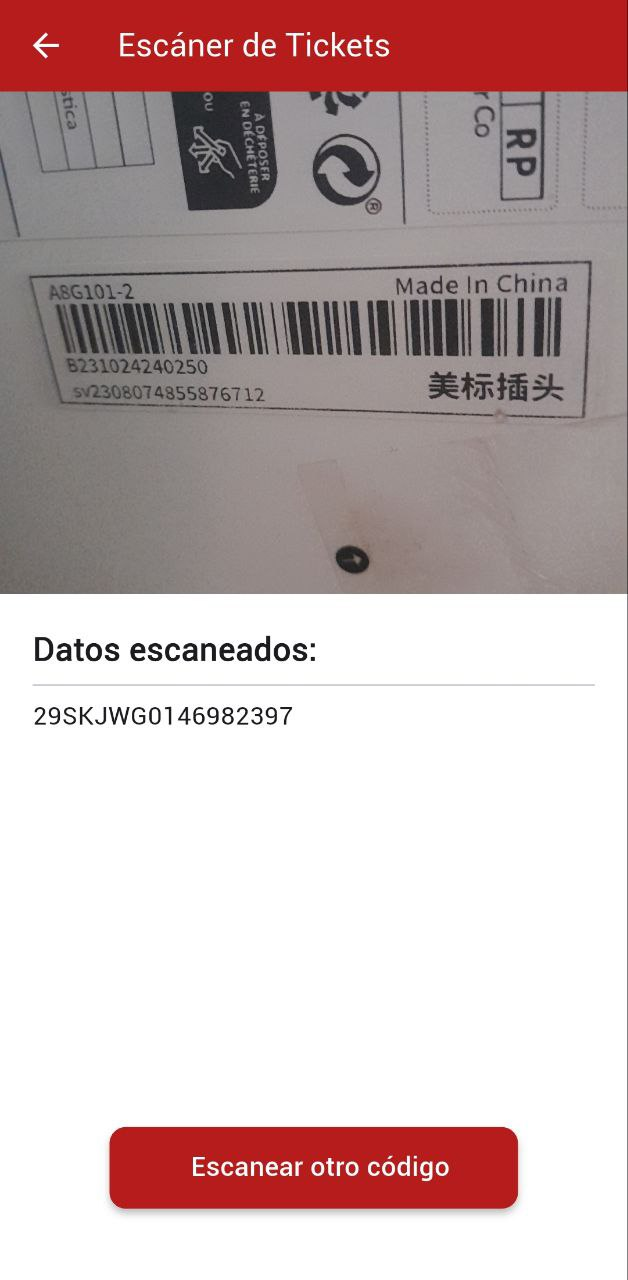 Escáner de Tickets
stica
OU
À DÉPOSER
EN DÉCHÈTERIE
®
r Co
RP
A8G101-2
Made In China
B231024240250
sv2308074855876712
美标插头
Datos escaneados:
29SKJWG0146982397
Escanear otro código